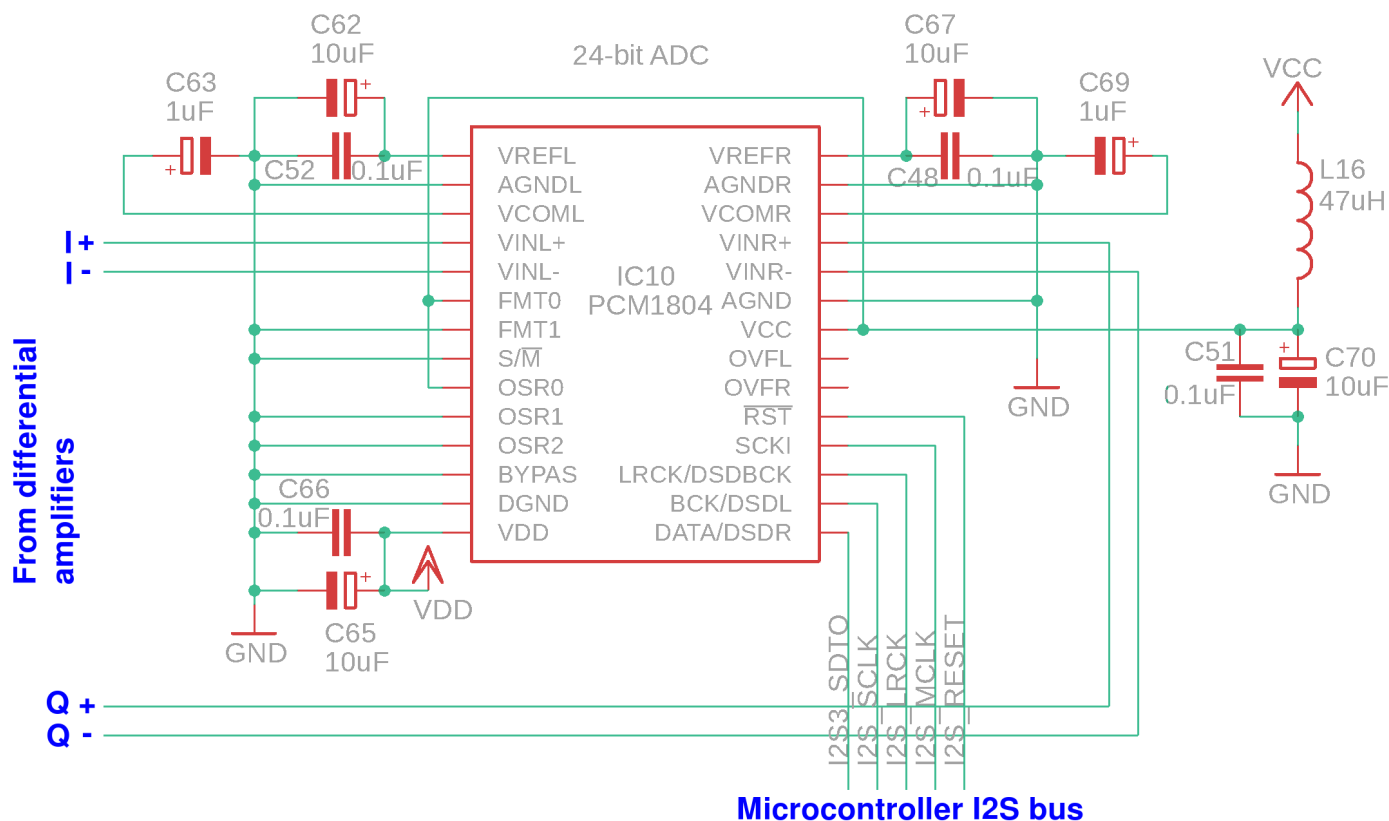 C62
10uF
C63
1uF
24-bit ADC
C67
10uF
C69
1uF
VCC
C52
0.1uF
C48
0.1uF
L16
47uH
VREFL
AGNDL
VCOML
VINL+
VINL-
FMT0
FMT1
S/M̅
OSR0
OSR1
OSR2
BYPAS
DGND
VDD
IC10
PCM1804
VREFR
AGNDR
VCOMR
VINR+
VINR-
AGND
VCC
OVFL
OVFR
R̅S̅T̅
SCKI
LRCK/DSDBCK
BCK/DSDL
DATA/DSDR
I +
I -
From differential
amplifiers
C51
0.1uF
C70
10uF
GND
GND
C66
0.1uF
VDD
C65
10uF
GND
Q +
Q -
I2S3_SDTO
I2S_SCLK
I2S_LRCK
I2S_MCLK
I2S_RESET
Microcontroller I2S bus